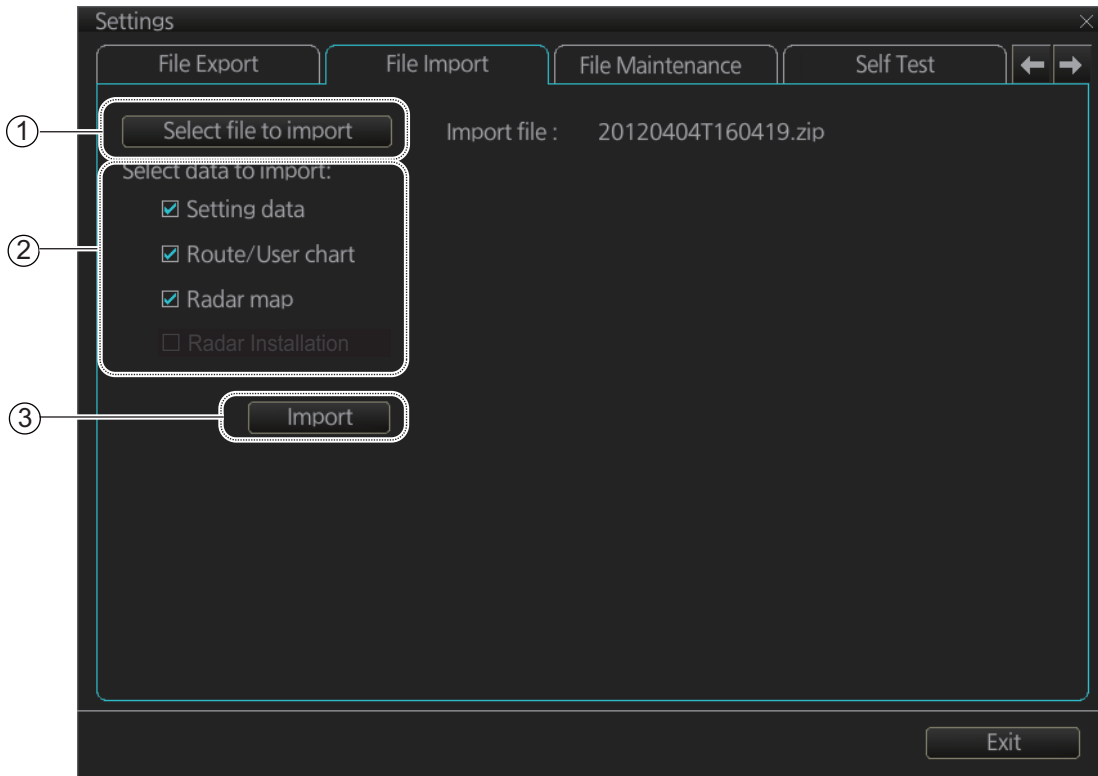 Settings
File Export
File Import
File Maintenance
Self Test
1
Select file to import
Import file : 20120404T160419.zip
2
Select data to import:
Setting data
Route/User chart
Radar map
Radar Installation
3
Import
Exit